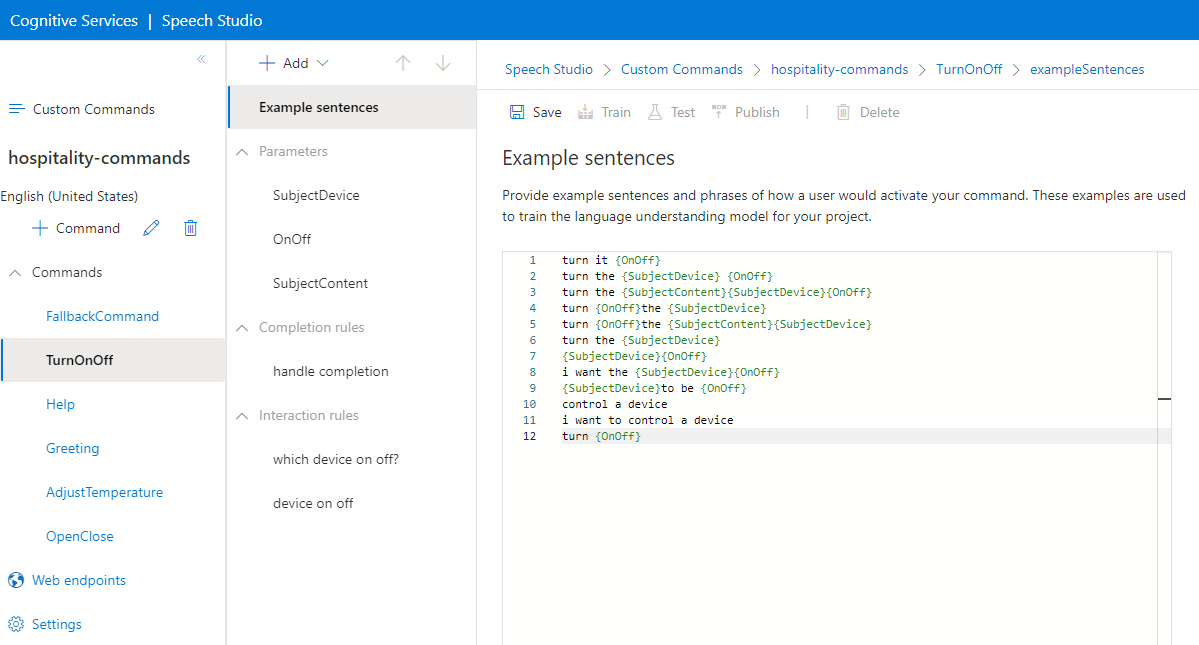 Cognitive Services | Speech Studio
«
Custom Commands
hospitality-commands
English (United States)
Command
Commands
FallbackCommand
TurnOnOff
Help
Greeting
AdjustTemperature
OpenClose
Web endpoints
Settings
Add
Example sentences
Parameters
SubjectDevice
OnOff
SubjectContent
Completion rules
handle completion
Interaction rules
which device on off?
device on off
Speech Studio > Custom Commands > hospitality-commands > TurnOnOff > exampleSentences
Save Train Test Publish | Delete
Example sentences
Provide example sentences and phrases of how a user would activate your command. These examples are used
to train the language understanding model for your project.
1 turn it {OnOff}
2 turn the {SubjectDevice} {OnOff}
3 turn the {SubjectContent}{SubjectDevice}{OnOff}
4 turn {OnOff}the {SubjectDevice}
5 turn {OnOff}the {SubjectContent}{SubjectDevice}
6 turn the {SubjectDevice}
7 {SubjectDevice}{OnOff}
8 i want the {SubjectDevice}{OnOff}
9 {SubjectDevice}to be {OnOff}
10 control a device
11 i want to control a device
12 turn {OnOff}